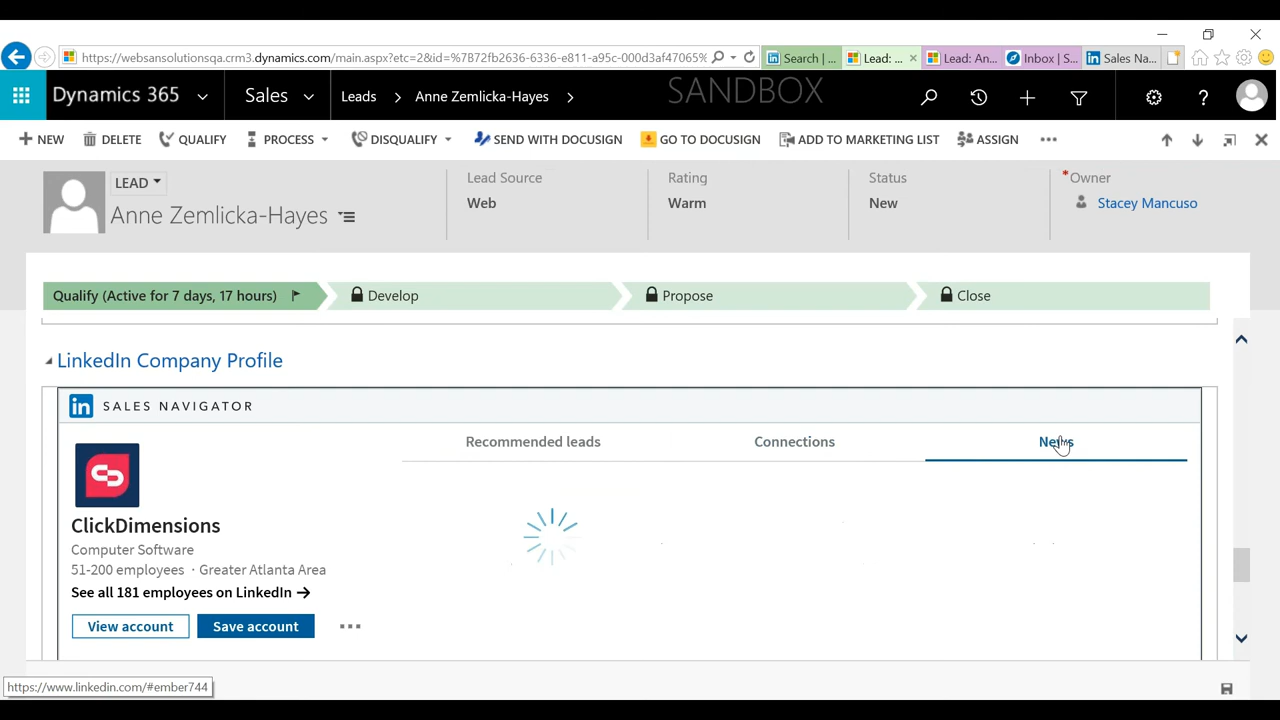 https://websansolutionsqa.crm3.dynamics.com/main.aspx?etc=2&id=%7B72fb2636-6336-e811-a95c-000d3af47065%
Search | ...
Lead: ...
Lead: An...
Inbox | S...
Sales Na...
Dynamics 365
Sales
Leads
Anne Zemlicka-Hayes
SANDBOX
NEW
DELETE
QUALIFY
PROCESS
DISQUALIFY
SEND WITH DOCUSIGN
GO TO DOCUSIGN
ADD TO MARKETING LIST
ASSIGN
LEAD
Anne Zemlicka-Hayes
Lead Source
Web
Rating
Warm
Status
New
*Owner
Stacey Mancuso
Qualify (Active for 7 days, 17 hours)
Develop
Propose
Close
LinkedIn Company Profile
in SALES NAVIGATOR
Recommended leads
Connections
News
ClickDimensions
Computer Software
51-200 employees · Greater Atlanta Area
See all 181 employees on LinkedIn →
View account
Save account
https://www.linkedin.com/#ember744